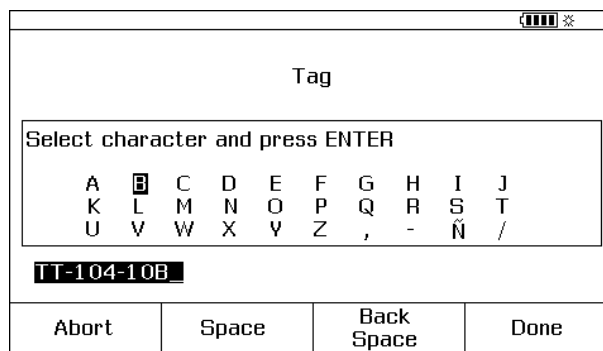 Tag
Select character and press ENTER
A B C D E F G H I J
K L M N O P Q R S T
U V W X Y Z , - Ñ /
TT-104-10B_
Abort Space Back Space Done